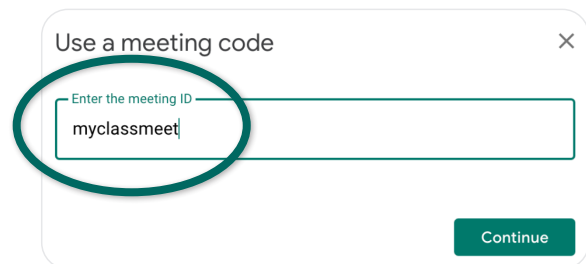 Use a meeting code
Enter the meeting ID
myclassmeet
Continue